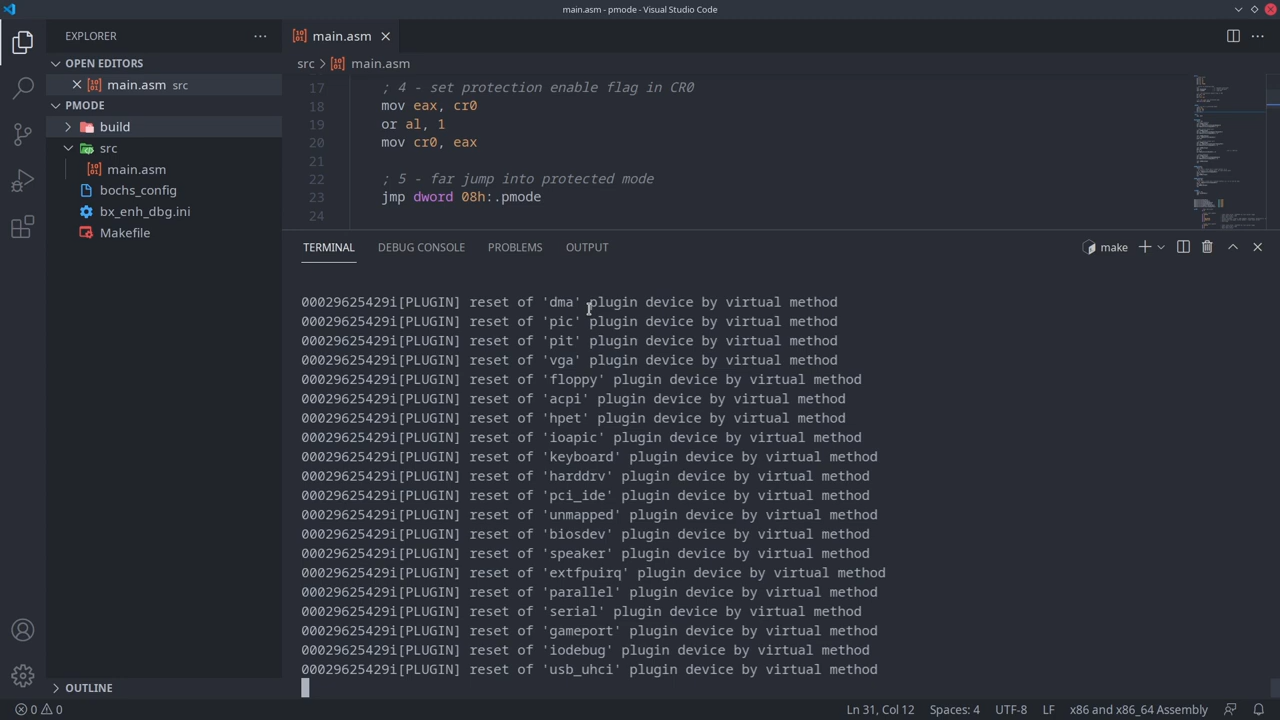 main.asm - pmode - Visual Studio Code
EXPLORER
OPEN EDITORS
main.asm src
PMODE
build
src
main.asm
bochs_config
bx_enh_dbg.ini
Makefile
OUTLINE
main.asm
src > main.asm
17 ; 4 - set protection enable flag in CR0
18 mov eax, cr0
19 or al, 1
20 mov cr0, eax
21
22 ; 5 - far jump into protected mode
23 jmp dword 08h:.pmode
24
TERMINAL DEBUG CONSOLE PROBLEMS OUTPUT make
00029625429i[PLUGIN] reset of 'dma' plugin device by virtual method
00029625429i[PLUGIN] reset of 'pic' plugin device by virtual method
00029625429i[PLUGIN] reset of 'pit' plugin device by virtual method
00029625429i[PLUGIN] reset of 'vga' plugin device by virtual method
00029625429i[PLUGIN] reset of 'floppy' plugin device by virtual method
00029625429i[PLUGIN] reset of 'acpi' plugin device by virtual method
00029625429i[PLUGIN] reset of 'hpet' plugin device by virtual method
00029625429i[PLUGIN] reset of 'ioapic' plugin device by virtual method
00029625429i[PLUGIN] reset of 'keyboard' plugin device by virtual method
00029625429i[PLUGIN] reset of 'harddrv' plugin device by virtual method
00029625429i[PLUGIN] reset of 'pci_ide' plugin device by virtual method
00029625429i[PLUGIN] reset of 'unmapped' plugin device by virtual method
00029625429i[PLUGIN] reset of 'biosdev' plugin device by virtual method
00029625429i[PLUGIN] reset of 'speaker' plugin device by virtual method
00029625429i[PLUGIN] reset of 'extfpuirq' plugin device by virtual method
00029625429i[PLUGIN] reset of 'parallel' plugin device by virtual method
00029625429i[PLUGIN] reset of 'serial' plugin device by virtual method
00029625429i[PLUGIN] reset of 'gameport' plugin device by virtual method
00029625429i[PLUGIN] reset of 'iodebug' plugin device by virtual method
00029625429i[PLUGIN] reset of 'usb_uhci' plugin device by virtual method
0 0 Ln 31, Col 12 Spaces: 4 UTF-8 LF x86 and x86_64 Assembly